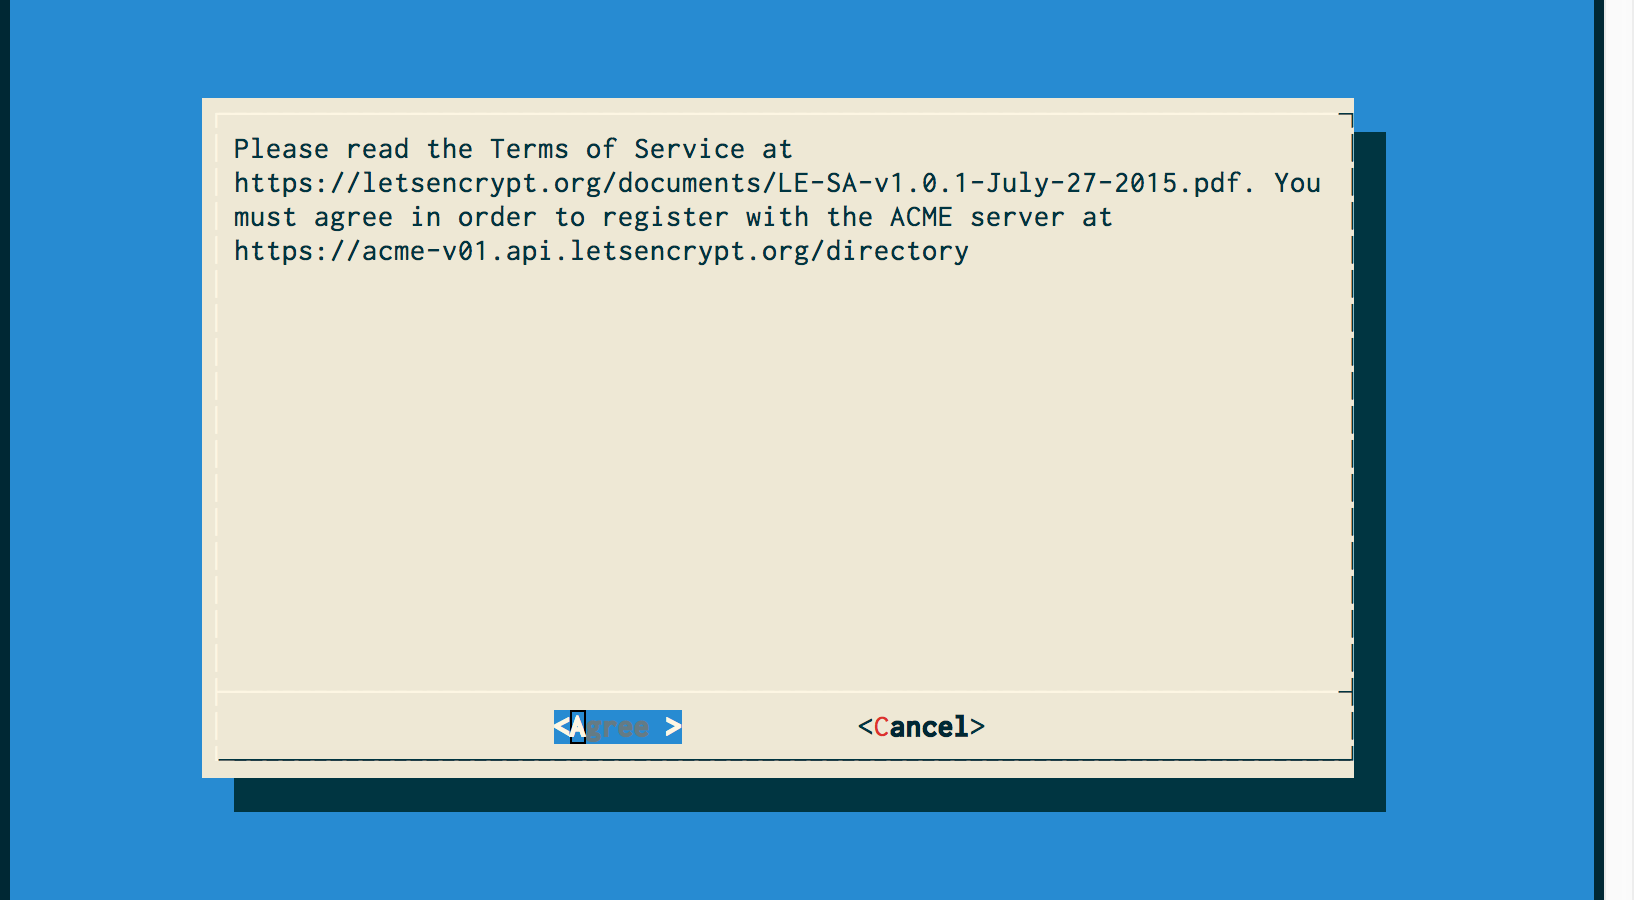 Please read the Terms of Service at
https://letsencrypt.org/documents/LE-SA-v1.0.1-July-27-2015.pdf. You
must agree in order to register with the ACME server at
https://acme-v01.api.letsencrypt.org/directory
<Agree > <Cancel>